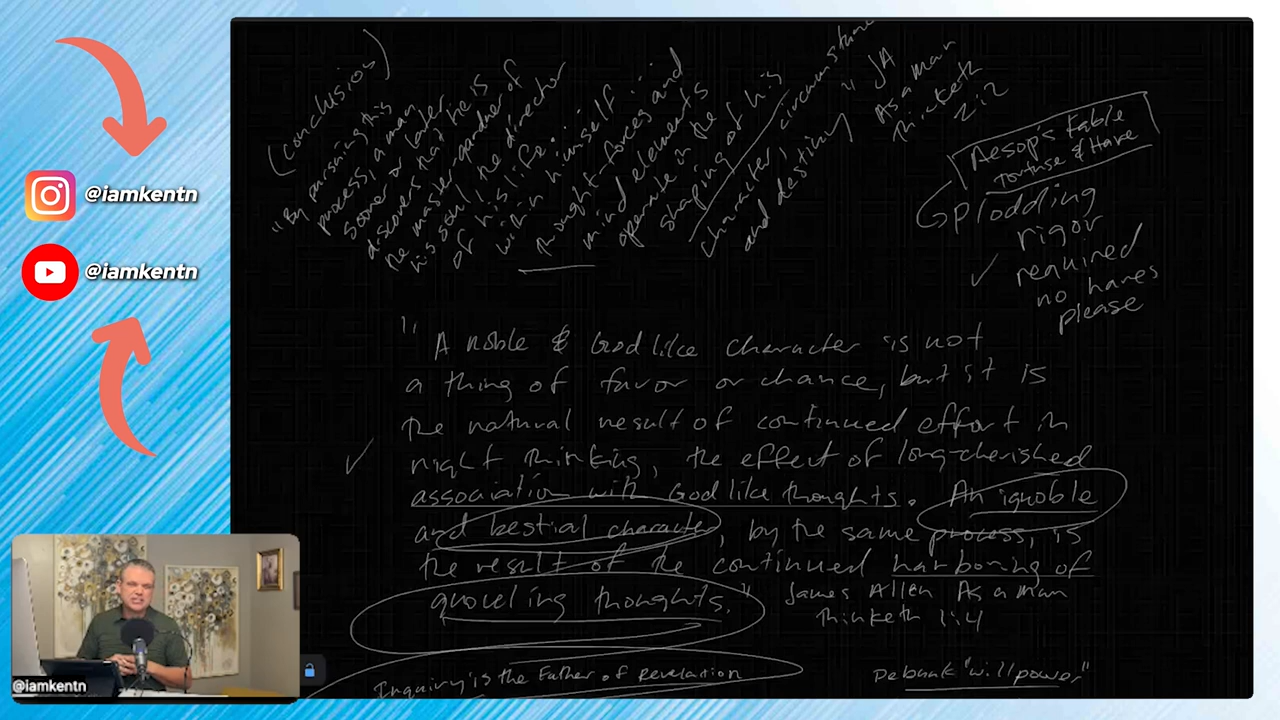 (conclusion)
"By pursuing this
process, a man
sooner or later
discovers that he is
the master-gardner of
his soul, the director
of his life.
within himself :
thought forces and
mind elements
operate in the
shaping of his
character, circumstance
and destiny
" JA
As a man
Thinketh
2:2
Aesop's Fable
Tortuse & Hare
Plodding
rigor
required
no hares
please
@iamkentn
@iamkentn
" A noble & Godlike character is not
a thing of favor or chance, but it is
the natural result of continued effort in
right thinking, the effect of long-cherished
association with Godlike thoughts. An ignoble
and bestial character, by the same process, is
the result of the continued harboring of
groveling thoughts." James Allen As a man
Thinketh 1:4
Inquiry is the Father of Revelation
Debunk "willpower"
@iamkentn